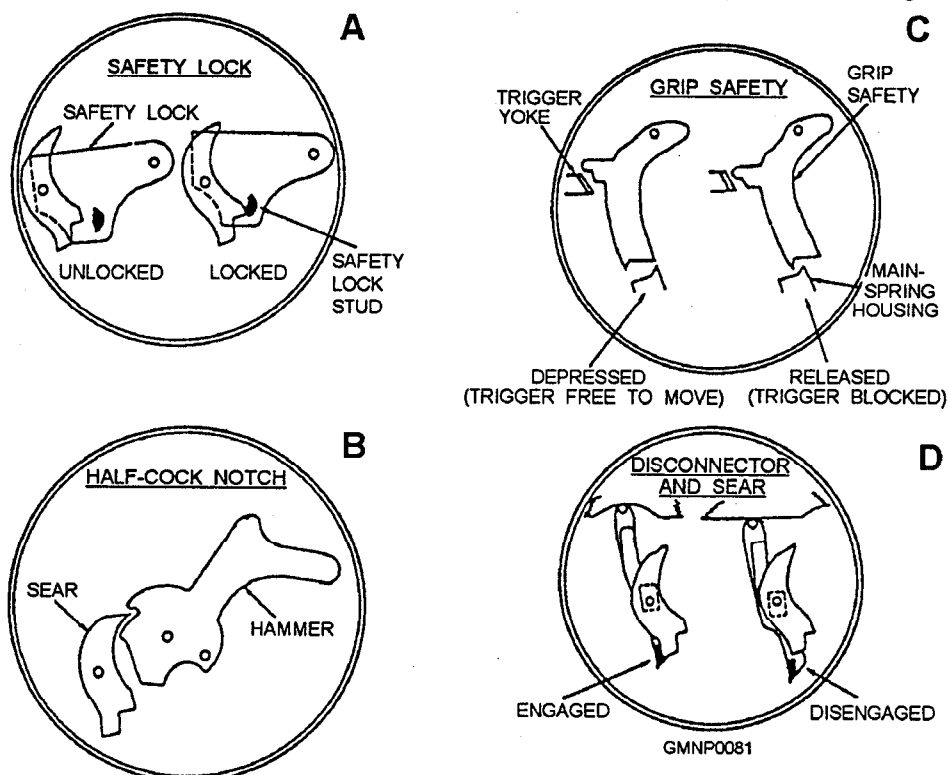 A
SAFETY LOCK
SAFETY LOCK
UNLOCKED
LOCKED
SAFETY
LOCK
STUD
C
GRIP SAFETY
TRIGGER
YOKE
GRIP
SAFETY
MAIN-
SPRING
HOUSING
DEPRESSED
(TRIGGER FREE TO MOVE)
RELEASED
(TRIGGER BLOCKED)
B
HALF-COCK NOTCH
SEAR
HAMMER
D
DISCONNECTOR
AND SEAR
ENGAGED
DISENGAGED
GMNP0081